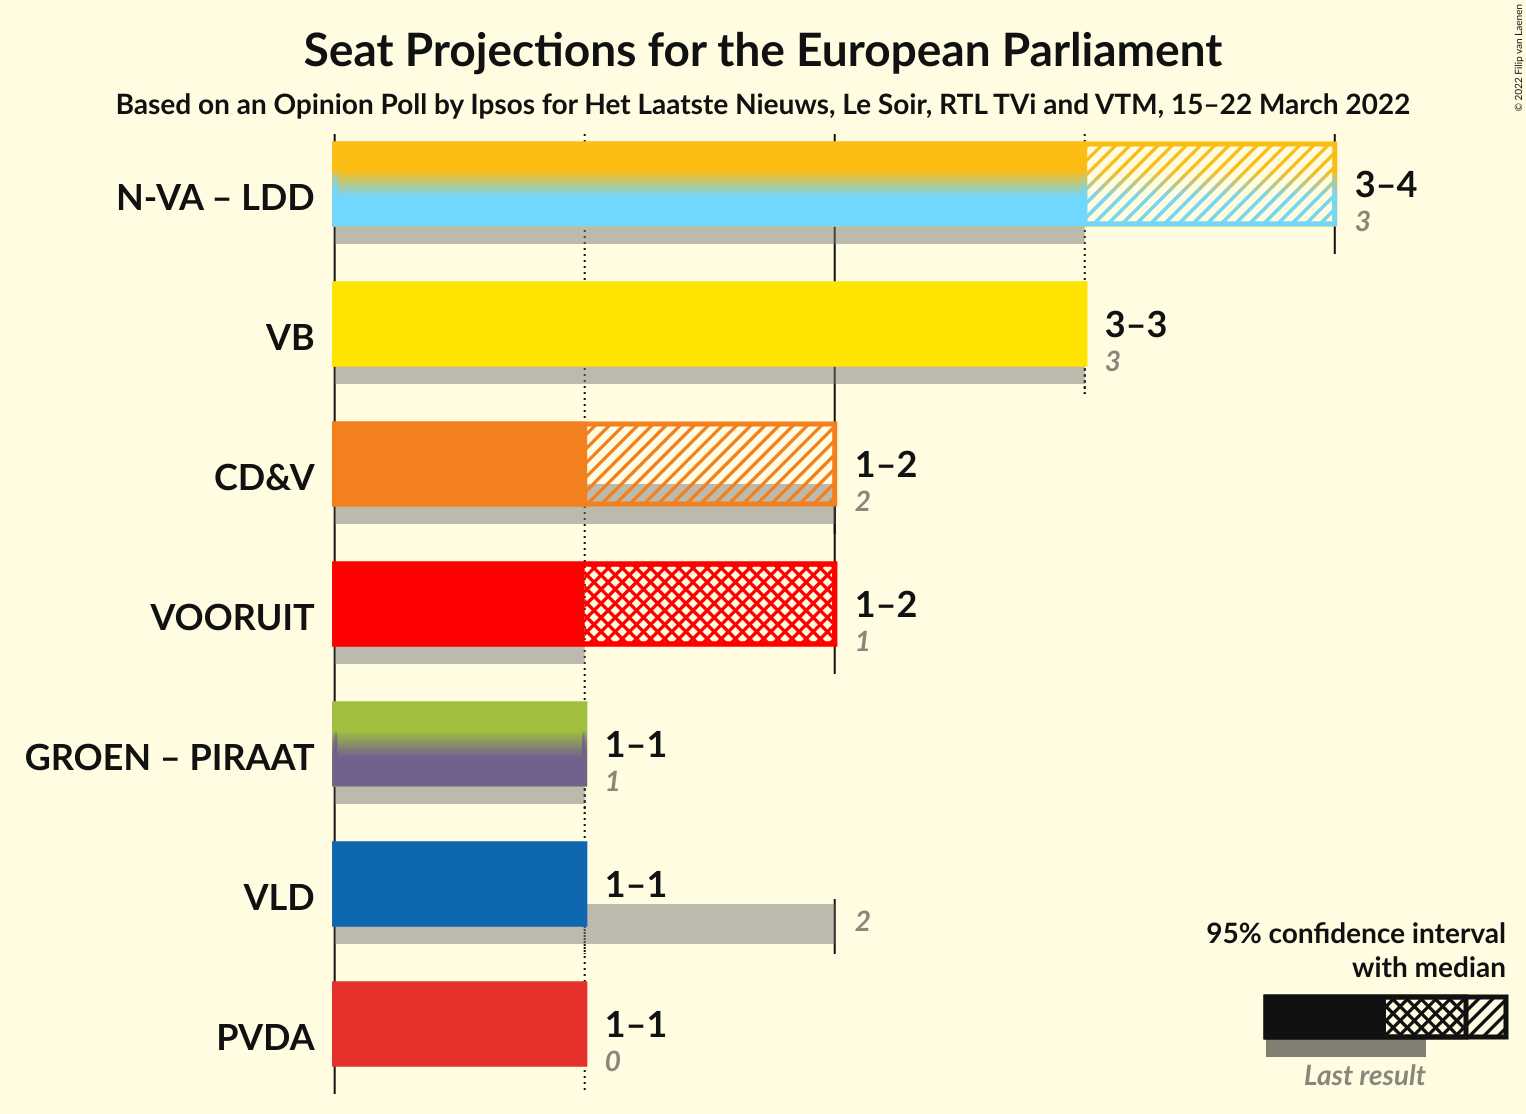 Seat Projections for the European Parliament
Based on an Opinion Poll by Ipsos for Het Laatste Nieuws, Le Soir, RTL TVi and VTM, 15–22 March 2022
© 2022 Filip van Laenen
N-VA – LDD
3–4
3
VB
3–3
3
CD&V
1–2
2
VOORUIT
1–2
1
GROEN – PIRAAT
1–1
1
VLD
1–1
2
PVDA
1–1
0
95% confidence interval
with median
Last result